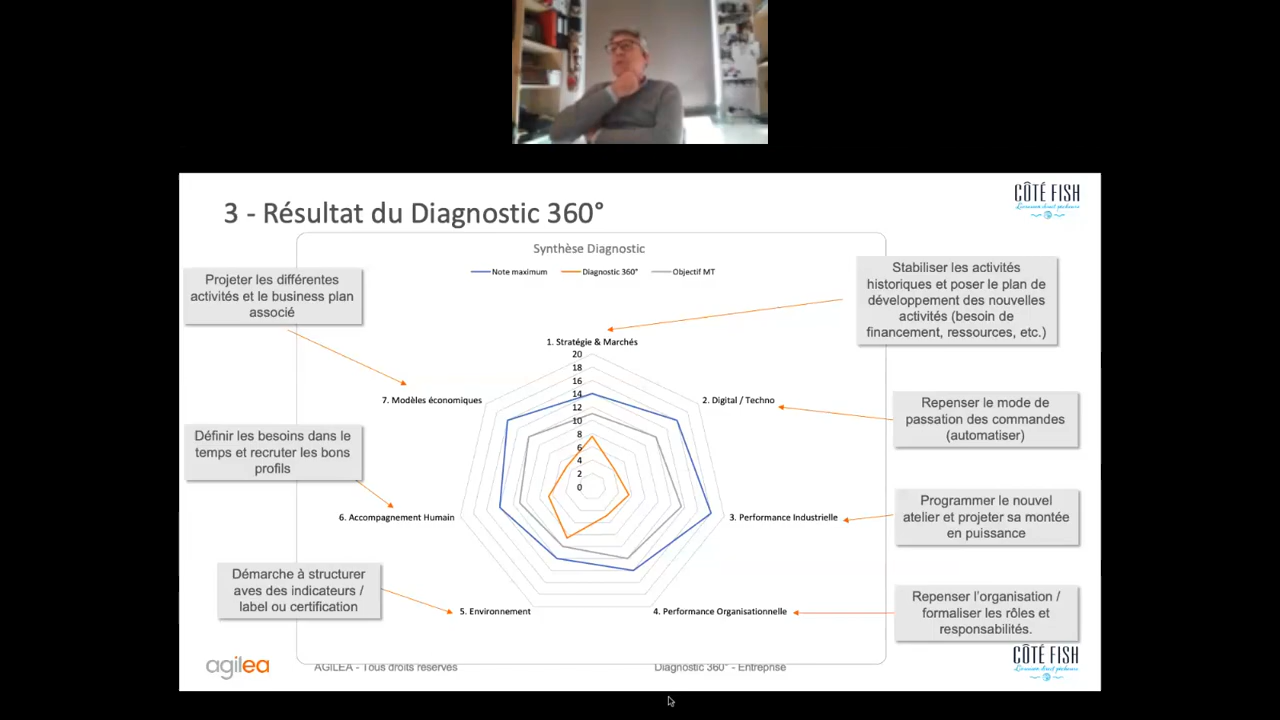 3 - Résultat du Diagnostic 360°
CÔTÉ FISH
Synthèse Diagnostic
Note maximum
Diagnostic 360°
Objectif MT
Projeter les différentes
activités et le business plan
associé
Stabiliser les activités
historiques et poser le plan de
développement des nouvelles
activités (besoin de
financement, ressources, etc.)
1. Stratégie & Marchés
20
18
16
14
12
10
8
6
4
2
0
7. Modèles économiques
2. Digital / Techno
Repenser le mode de
passation des commandes
(automatiser)
Définir les besoins dans le
temps et recruter les bons
profils
6. Accompagnement Humain
3. Performance Industrielle
Programmer le nouvel
atelier et projeter sa montée
en puissance
Démarche à structurer
aves des indicateurs /
label ou certification
5. Environnement
4. Performance Organisationnelle
Repenser l'organisation /
formaliser les rôles et
responsabilités.
agilea
AGILEA - Tous droits réservés
Diagnostic 360° - Entreprise
CÔTÉ FISH